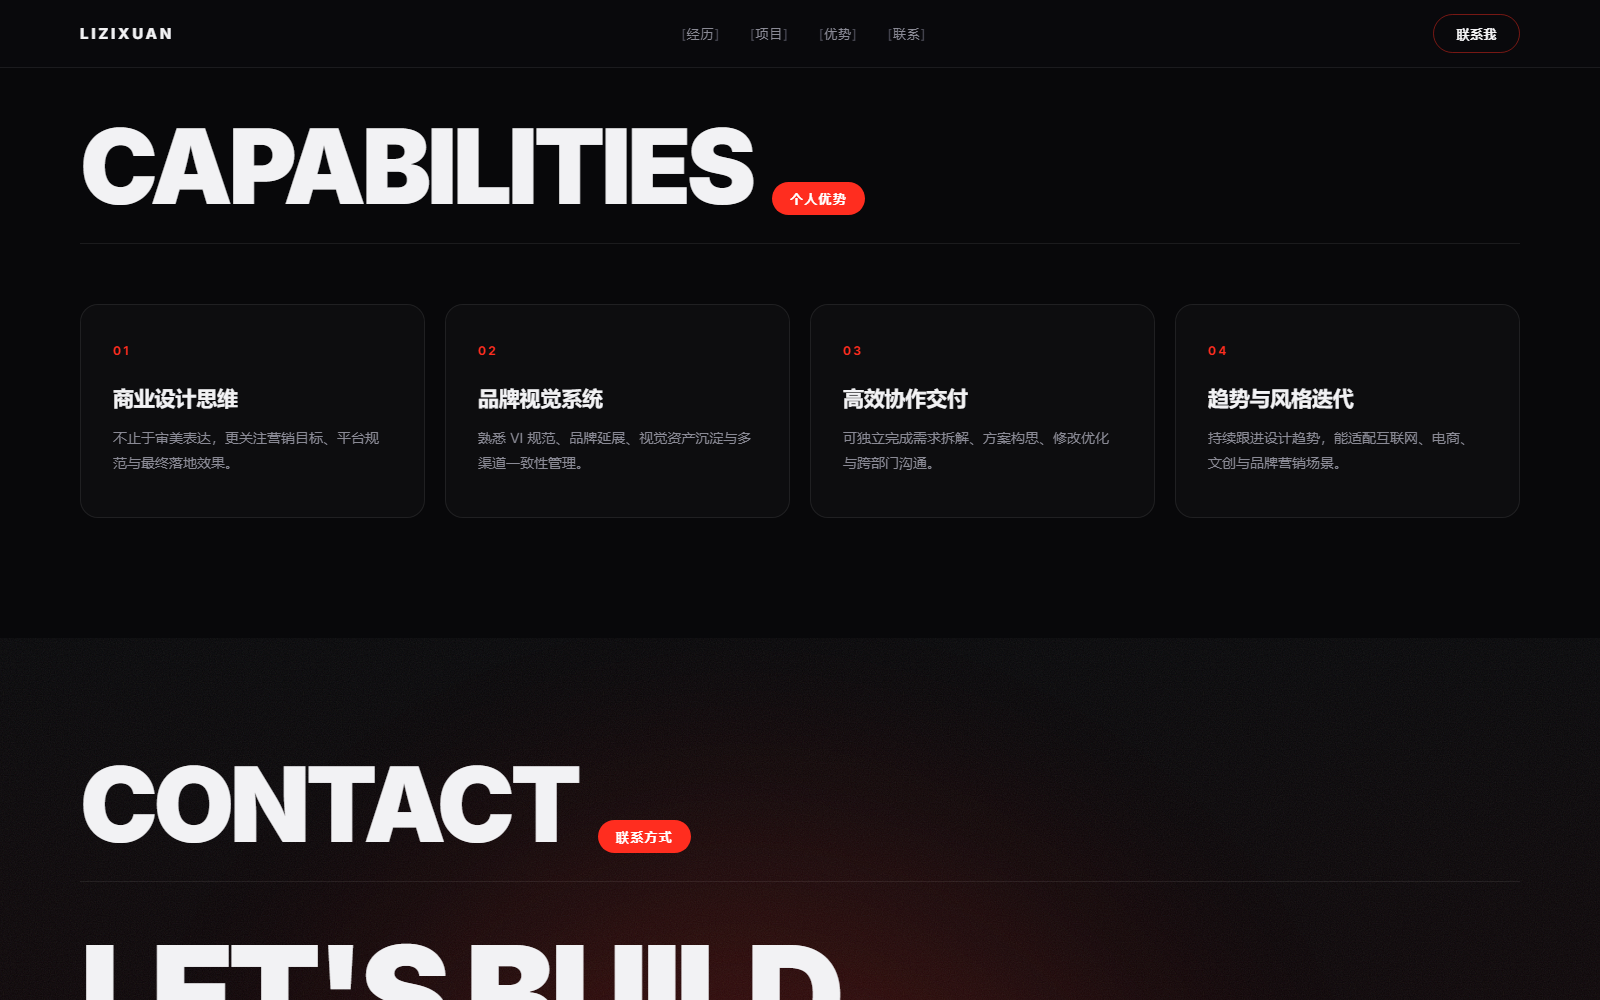 LIZIXUAN
[经历]
[项目]
[优势]
[联系]
联系我
CAPABILITIES
个人优势
01
商业设计思维
不止于审美表达，更关注营销目标、平台规
范与最终落地效果。
02
品牌视觉系统
熟悉 VI 规范、品牌延展、视觉资产沉淀与多
渠道一致性管理。
03
高效协作交付
可独立完成需求拆解、方案构思、修改优化
与跨部门沟通。
04
趋势与风格迭代
持续跟进设计趋势，能适配互联网、电商、
文创与品牌营销场景。
CONTACT
联系方式
LET'S BUILD